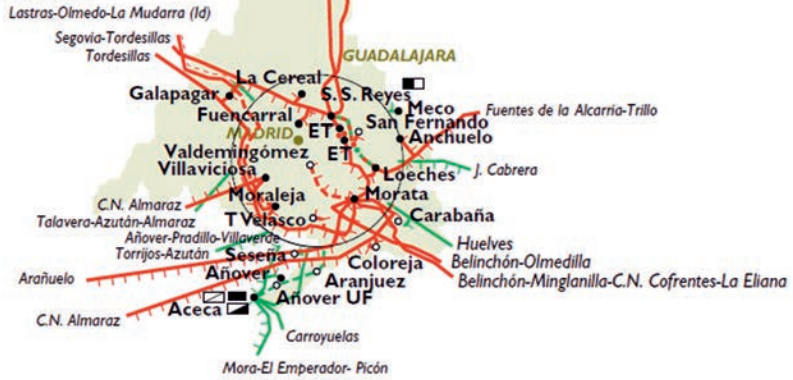 Lastras-Olmedo-La Mudarra (Id)
Segovia-Tordesillas
Tordesillas
GUADALAJARA
La Cereal
Galapagar
S.S. Reyes
Meco
Fuentes de la Alcarria-Trillo
Fuencarral
San Fernando
MADRID
ET
Anchuelo
Valdemingómez
ET
Villaviciosa
Loeches
J. Cabrera
Moraleja
Morata
C.N. Almaraz
Talavera-Azután-Almaraz
T Velasco
Carabaña
Añover-Pradillo-Villaverde
Huelves
Torrijos-Azután
Seseña
Coloreja
Belinchón-Olmedilla
Arañuelo
Añover
Aranjuez
Belinchón-Minglanilla-C.N. Cofrentes-La Eliana
Añover UF
Aceca
C.N. Almaraz
Carroyuelas
Mora-El Emperador- Picón